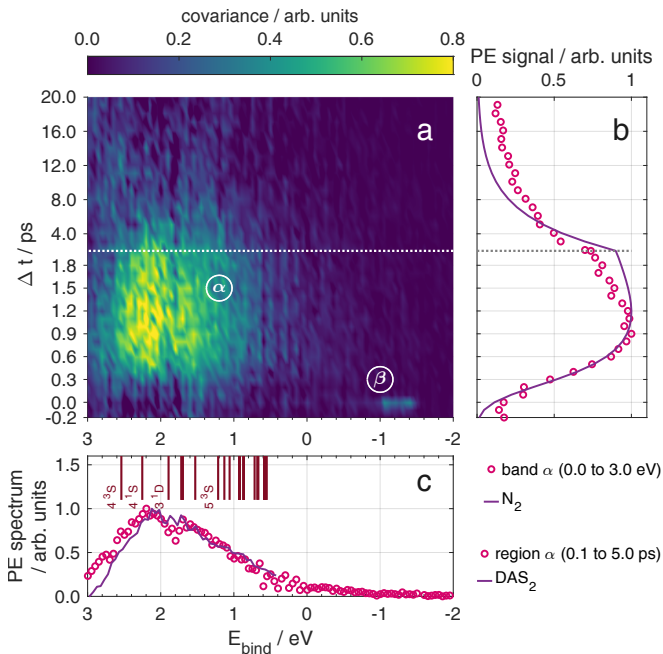 covariance / arb. units
0.0 0.2 0.4 0.6 0.8
PE signal / arb. units
0 0.5 1
20.0
16.0
12.0
8.0
4.0
1.8
1.5
1.2
0.9
0.6
0.3
0.0
-0.2
Δ t / ps
a
α
β
b
3 2 1 0 -1 -2
1.5
1.0
0.5
0.0
PE spectrum
/ arb. units
c
4 ³S
4 ¹S
3 ¹D
5 ³S
3 2 1 0 -1 -2
E_bind / eV
band α (0.0 to 3.0 eV)
N₂
region α (0.1 to 5.0 ps)
DAS₂